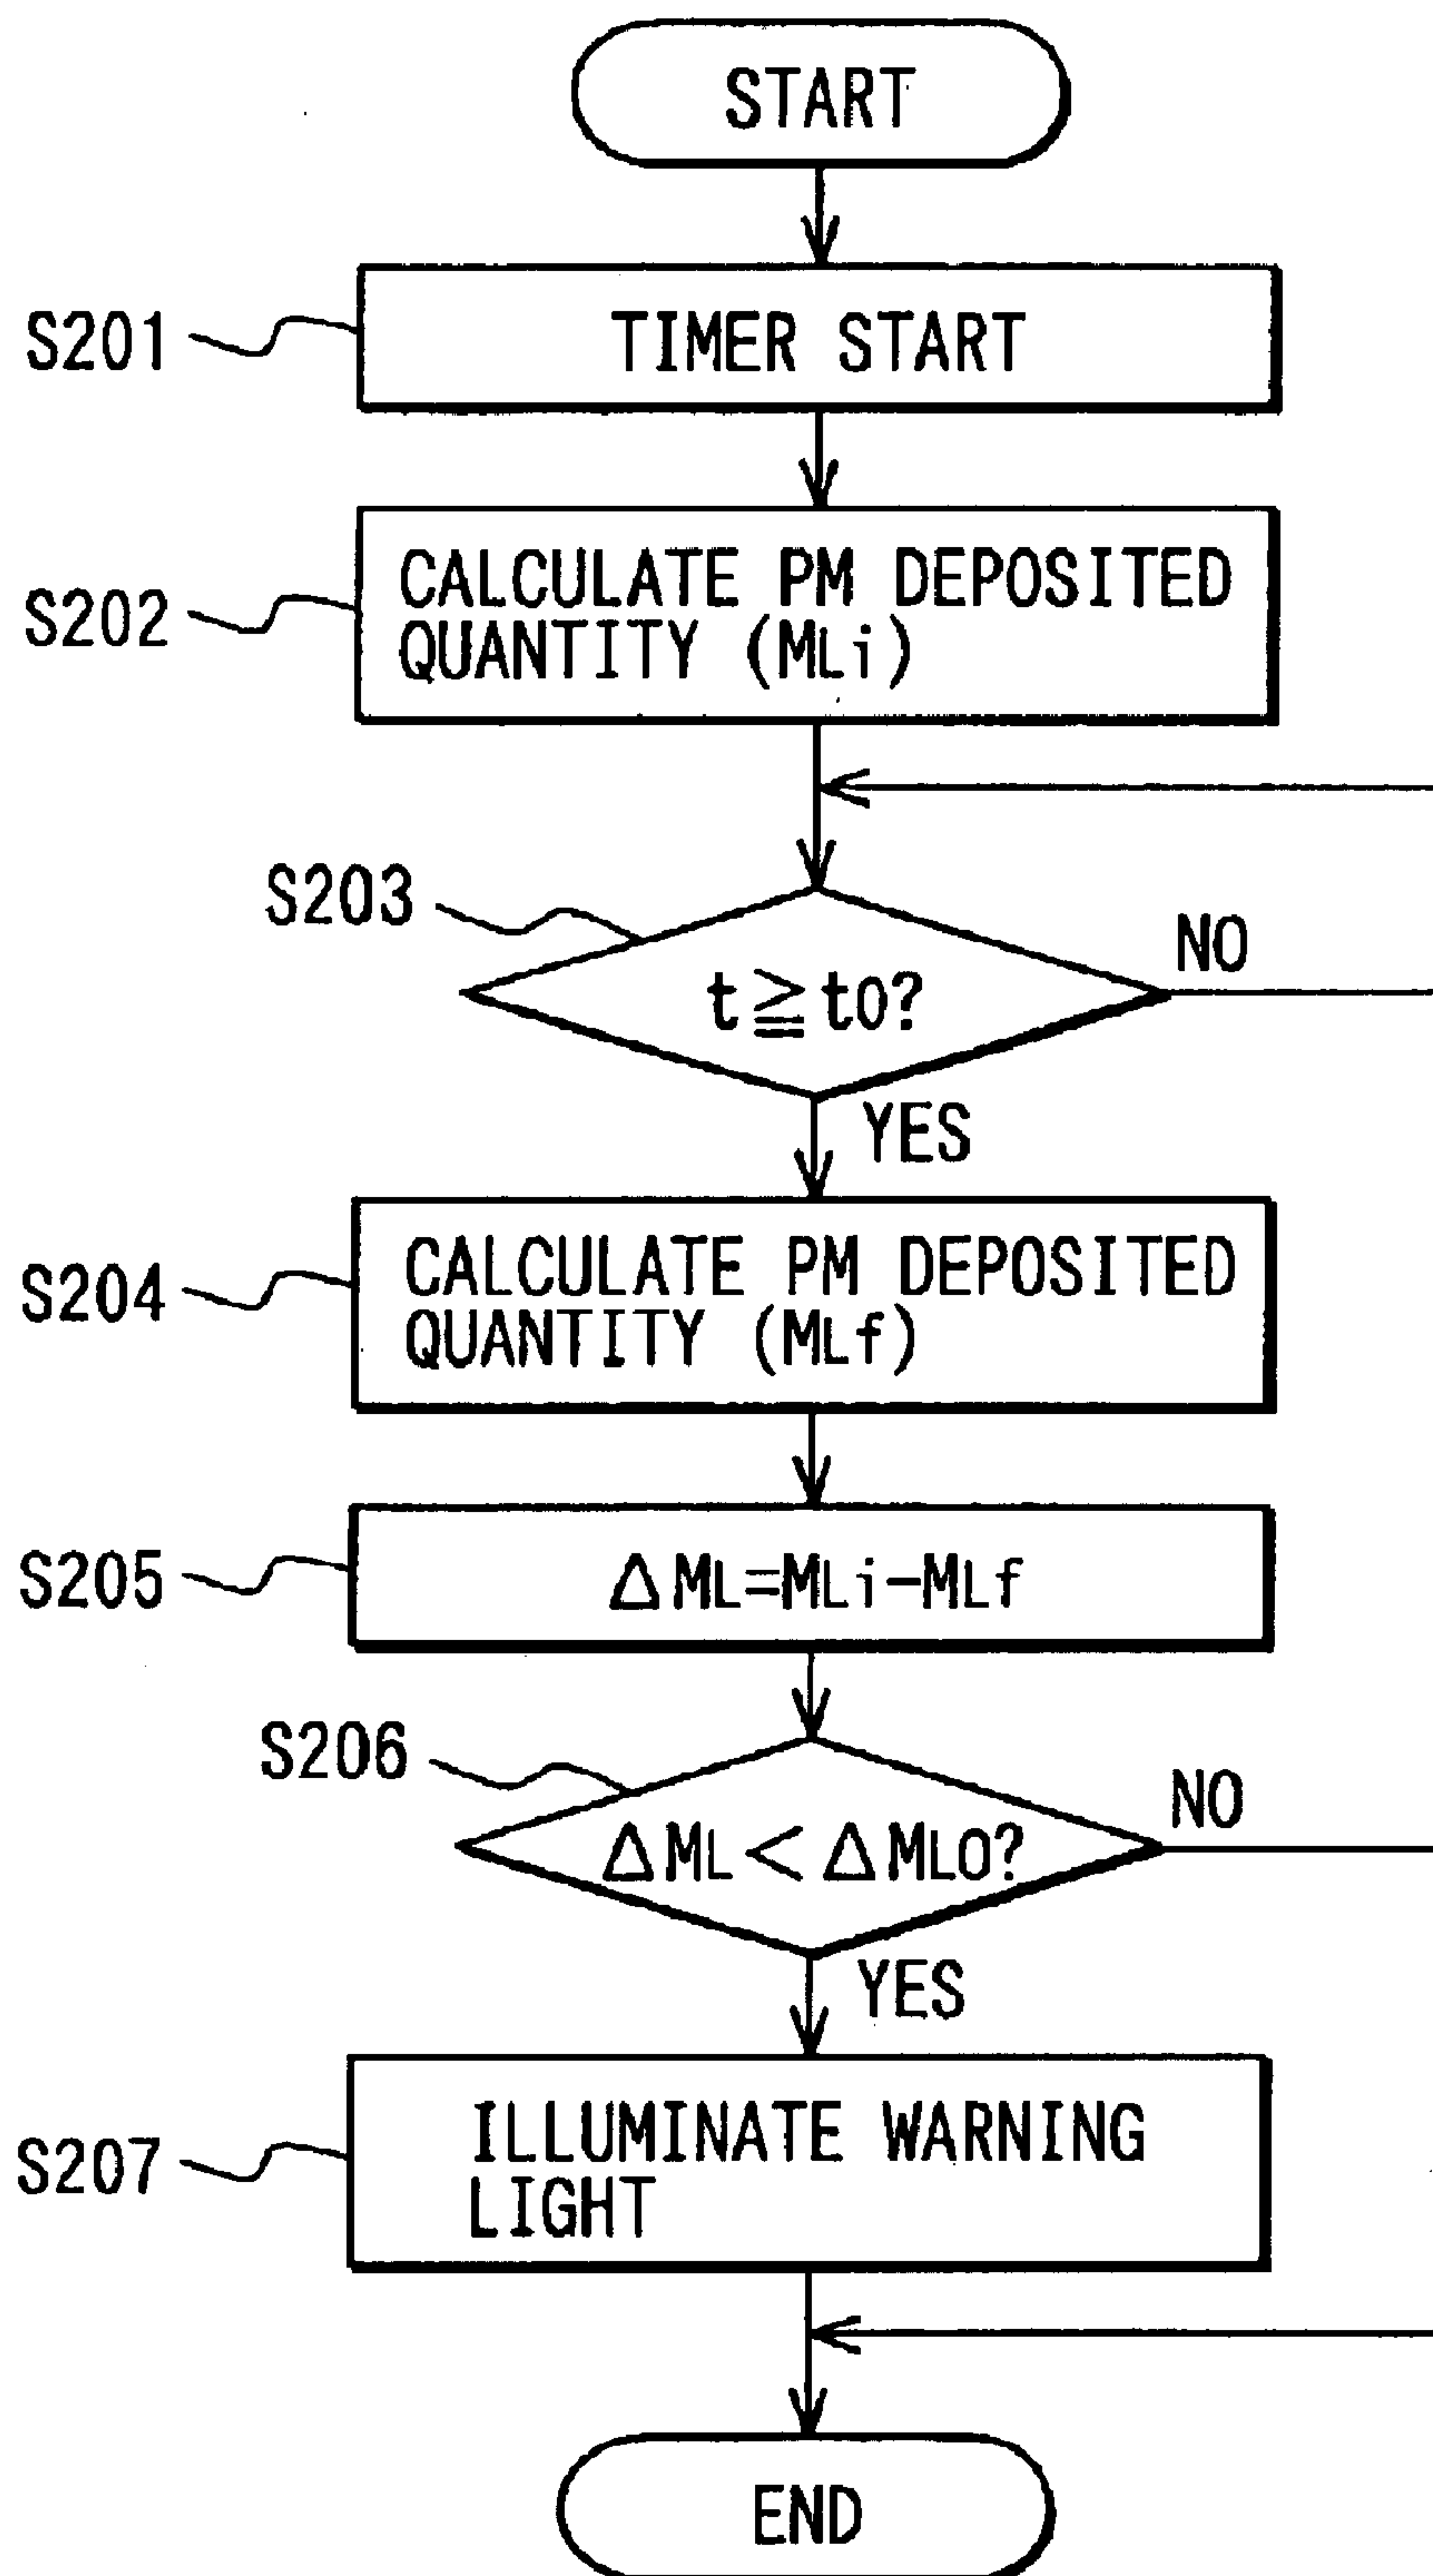 START
S201
TIMER START
S202
CALCULATE PM DEPOSITED
QUANTITY (MLi)
S203
t≧t0?
NO
YES
S204
CALCULATE PM DEPOSITED
QUANTITY (MLf)
S205
ΔML=MLi-MLf
S206
ΔML<ΔML0?
NO
YES
S207
ILLUMINATE WARNING
LIGHT
END